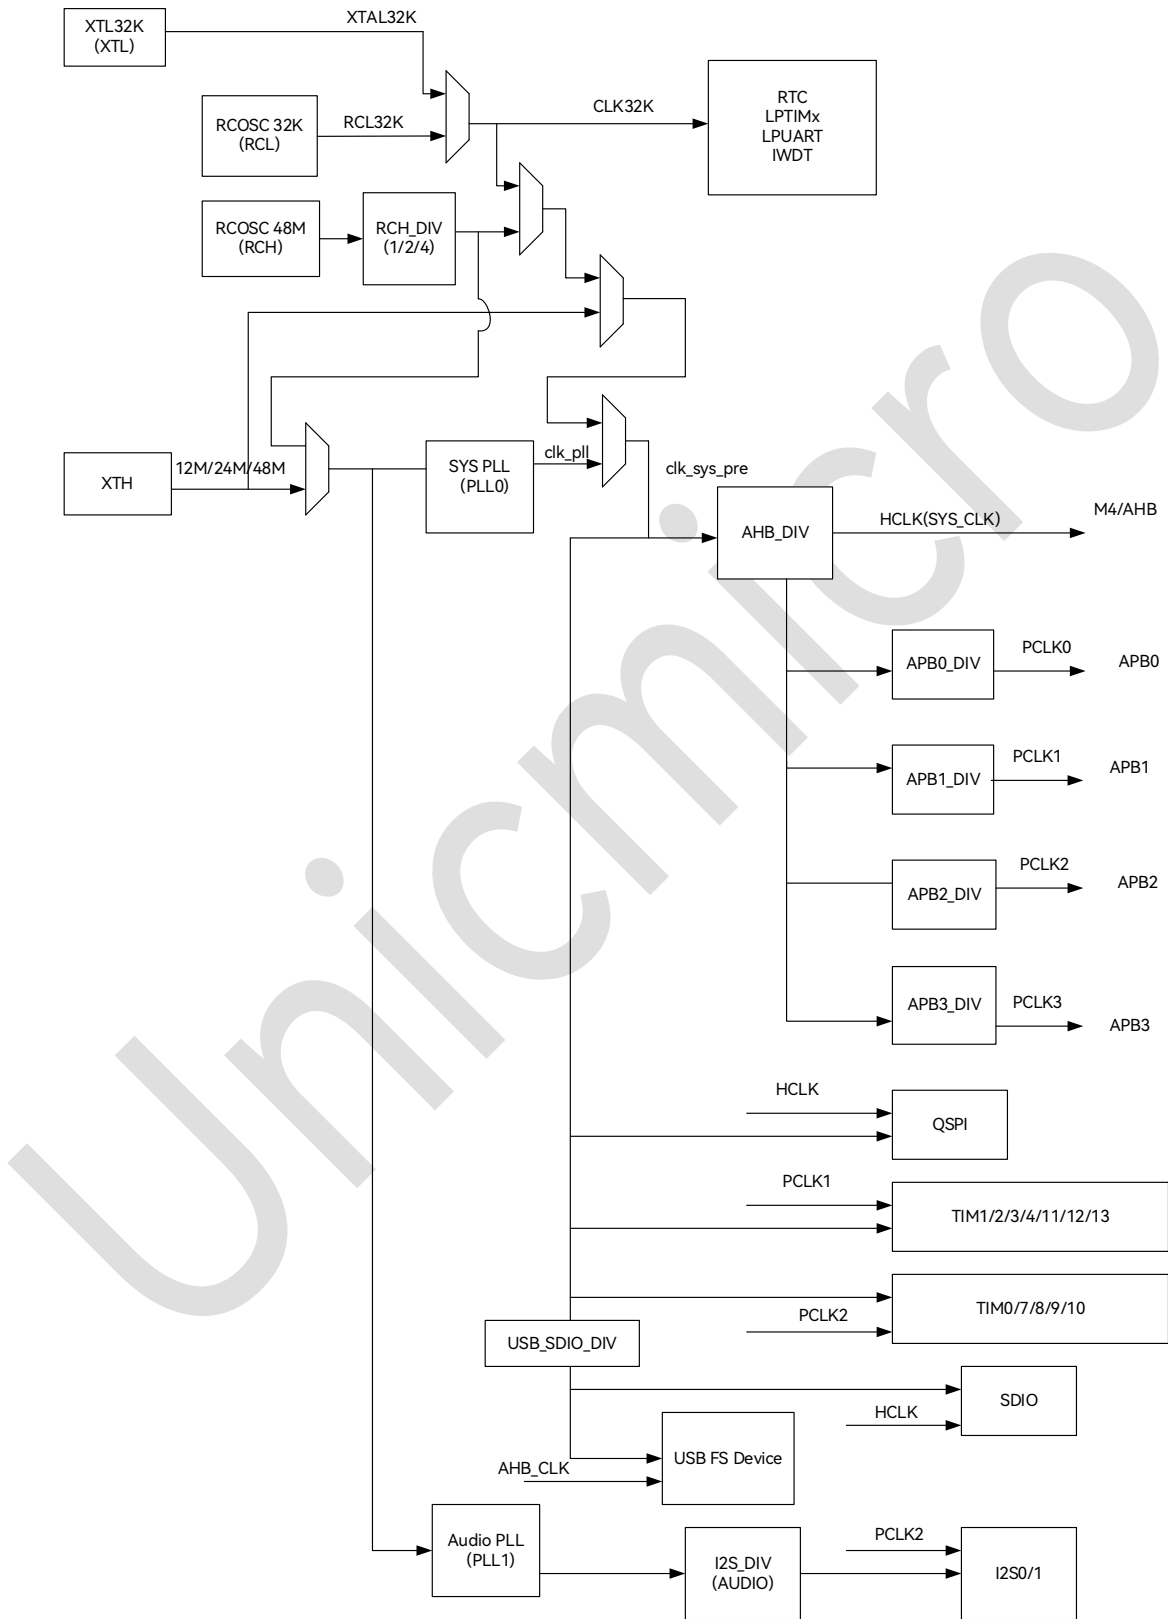 XTL32K
(XTL)
XTAL32K
RCOSC 32K
(RCL)
RCL32K
CLK32K
RTC
LPTIMx
LPUART
IWDT
RCOSC 48M
(RCH)
RCH_DIV
(1/2/4)
XTH
12M/24M/48M
SYS PLL
(PLL0)
clk_pll
clk_sys_pre
AHB_DIV
HCLK(SYS_CLK)
M4/AHB
APB0_DIV
PCLK0
APB0
APB1_DIV
PCLK1
APB1
APB2_DIV
PCLK2
APB2
APB3_DIV
PCLK3
APB3
HCLK
QSPI
PCLK1
TIM1/2/3/4/11/12/13
PCLK2
TIM0/7/8/9/10
USB_SDIO_DIV
HCLK
SDIO
AHB_CLK
USB FS Device
Audio PLL
(PLL1)
I2S_DIV
(AUDIO)
PCLK2
I2S0/1
Unicmicro